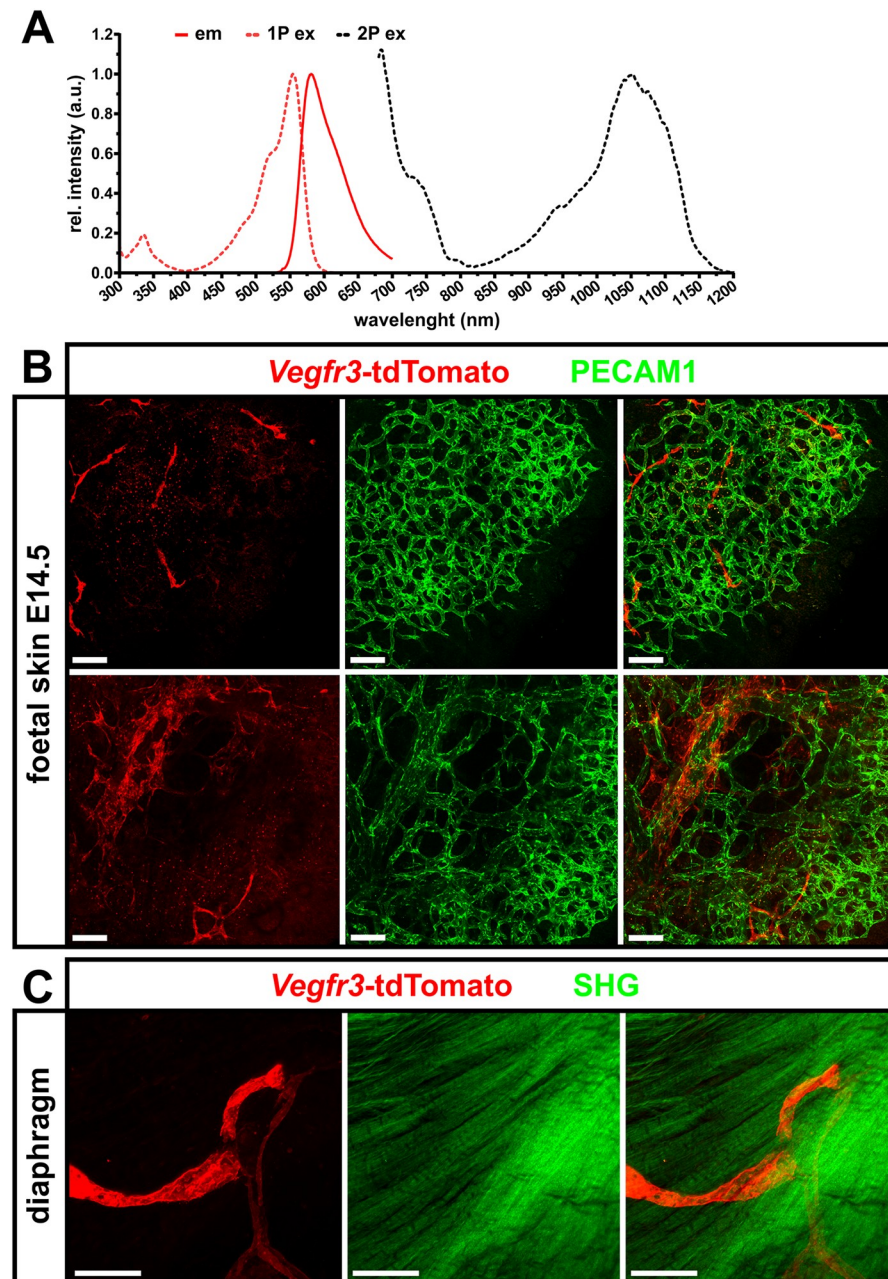 A
em 1P ex 2P ex
rel. intensity (a.u.)
1.2
1.0
0.8
0.6
0.4
0.2
0.0
300 350 400 450 500 550 600 650 700 750 800 850 900 950 1000 1050 1100 1150 1200
wavelenght (nm)
B
Vegfr3-tdTomato PECAM1
foetal skin E14.5
C
Vegfr3-tdTomato SHG
diaphragm